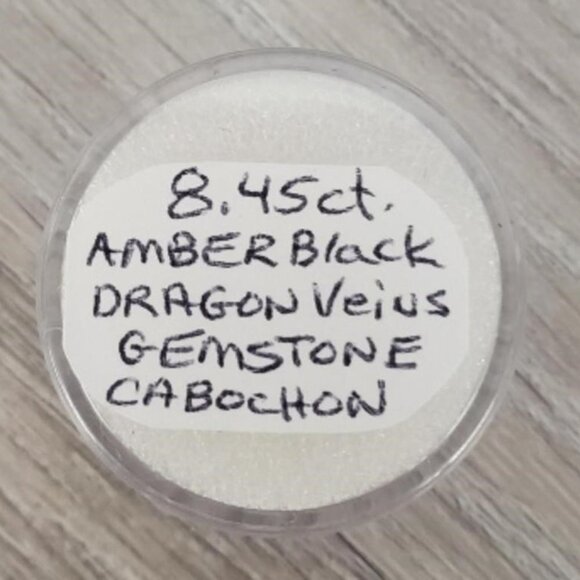 8.45ct.
AMBER Black
DRAGON Veins
GEMSTONE
CABOCHON